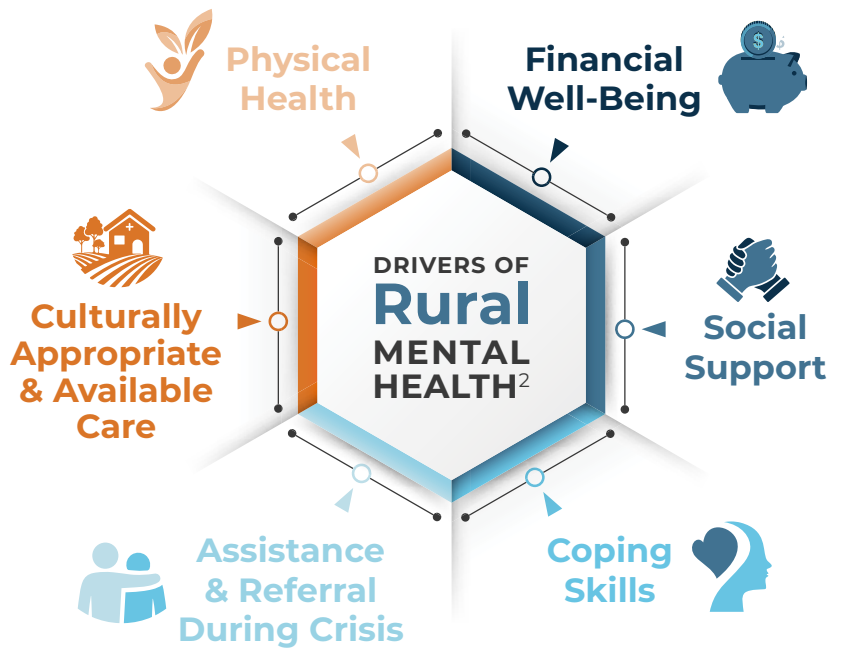 Physical
Health
Financial
Well-Being
$
DRIVERS OF
Rural
MENTAL
HEALTH²
Culturally
Appropriate
& Available
Care
Social
Support
Assistance
& Referral
During Crisis
Coping
Skills